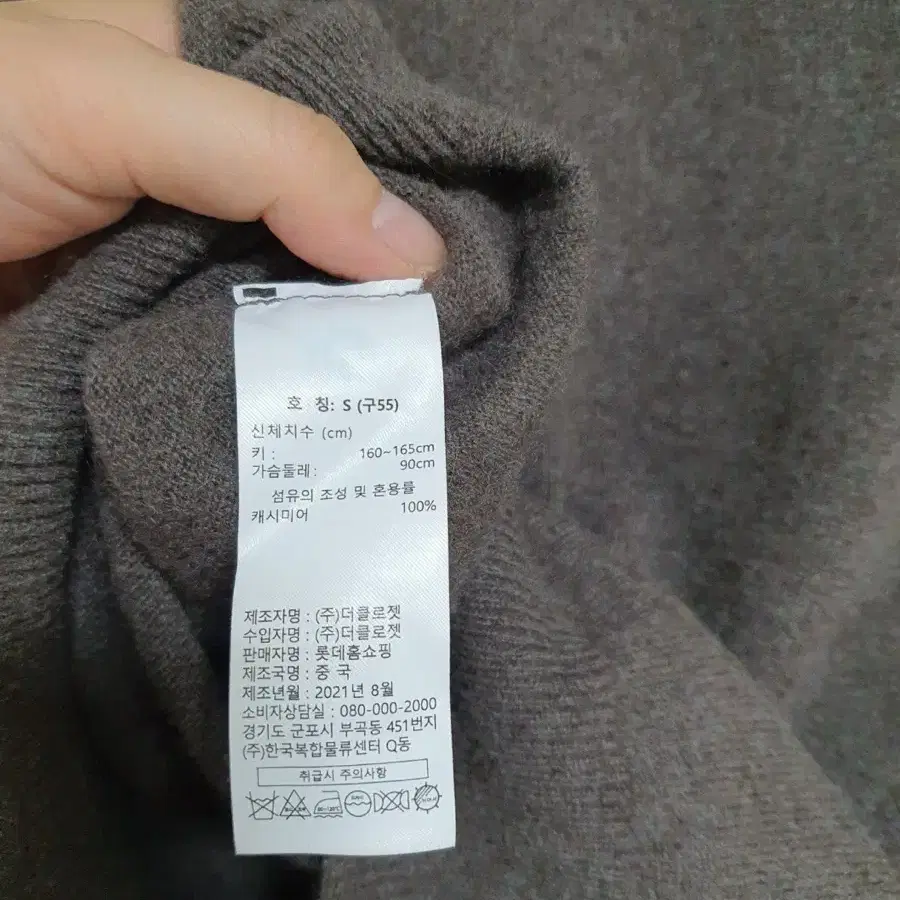 호 칭: S (구55)
신체치수 (cm)
키 : 160~165cm
가슴둘레 : 90cm
섬유의 조성 및 혼용률
캐시미어 100%
제조자명 : (주)더클로젯
수입자명 : (주)더클로젯
판매자명 : 롯데홈쇼핑
제조국명 : 중 국
제조년월 : 2021년 8월
소비자상담실 : 080-000-2000
경기도 군포시 부곡동 451번지
(주)한국복합물류센터 Q동
취급시 주의사항